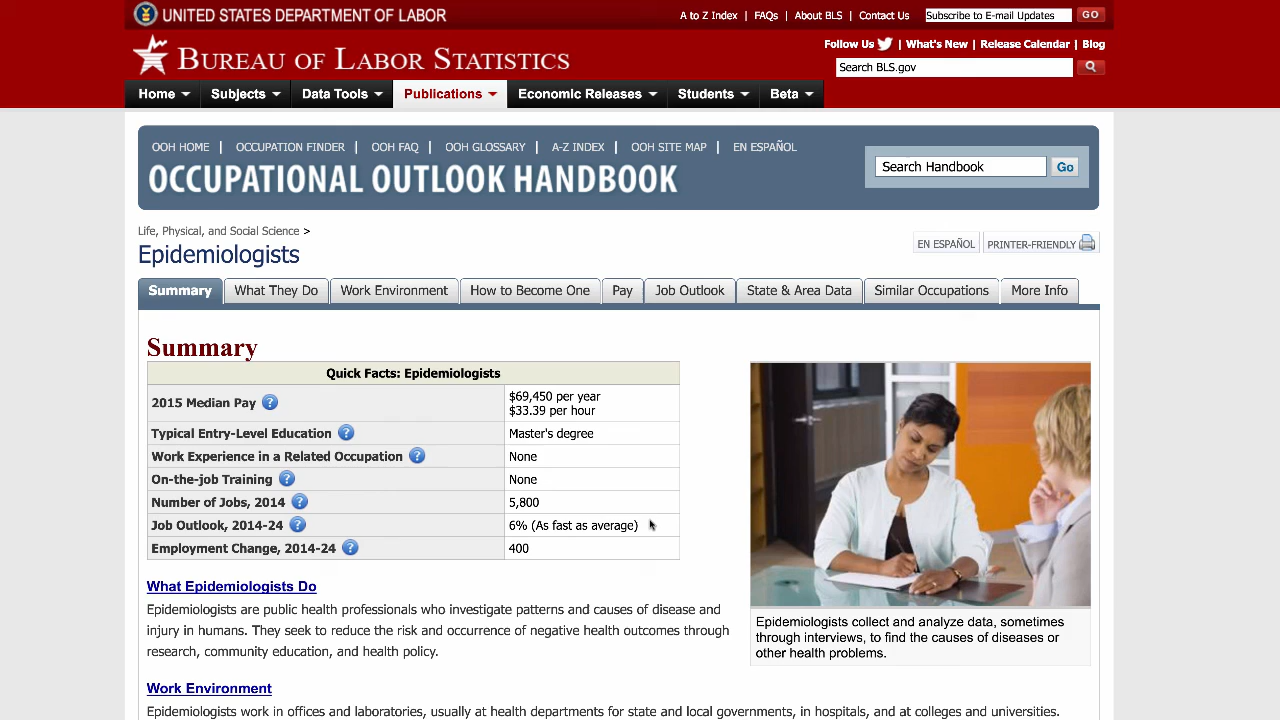 UNITED STATES DEPARTMENT OF LABOR
A to Z Index | FAQs | About BLS | Contact Us Subscribe to E-mail Updates GO
Follow Us | What's New | Release Calendar | Blog
BUREAU OF LABOR STATISTICS
Search BLS.gov
Home Subjects Data Tools Publications Economic Releases Students Beta
OOH HOME | OCCUPATION FINDER | OOH FAQ | OOH GLOSSARY | A-Z INDEX | OOH SITE MAP | EN ESPAÑOL
OCCUPATIONAL OUTLOOK HANDBOOK
Search Handbook Go
Life, Physical, and Social Science >
Epidemiologists
EN ESPAÑOL PRINTER-FRIENDLY
Summary What They Do Work Environment How to Become One Pay Job Outlook State & Area Data Similar Occupations More Info
Summary
Quick Facts: Epidemiologists
2015 Median Pay ? $69,450 per year
$33.39 per hour
Typical Entry-Level Education ? Master's degree
Work Experience in a Related Occupation ? None
On-the-job Training ? None
Number of Jobs, 2014 ? 5,800
Job Outlook, 2014-24 ? 6% (As fast as average)
Employment Change, 2014-24 ? 400
What Epidemiologists Do
Epidemiologists are public health professionals who investigate patterns and causes of disease and
injury in humans. They seek to reduce the risk and occurrence of negative health outcomes through
research, community education, and health policy.
Epidemiologists collect and analyze data, sometimes
through interviews, to find the causes of diseases or
other health problems.
Work Environment
Epidemiologists work in offices and laboratories, usually at health departments for state and local governments, in hospitals, and at colleges and universities.